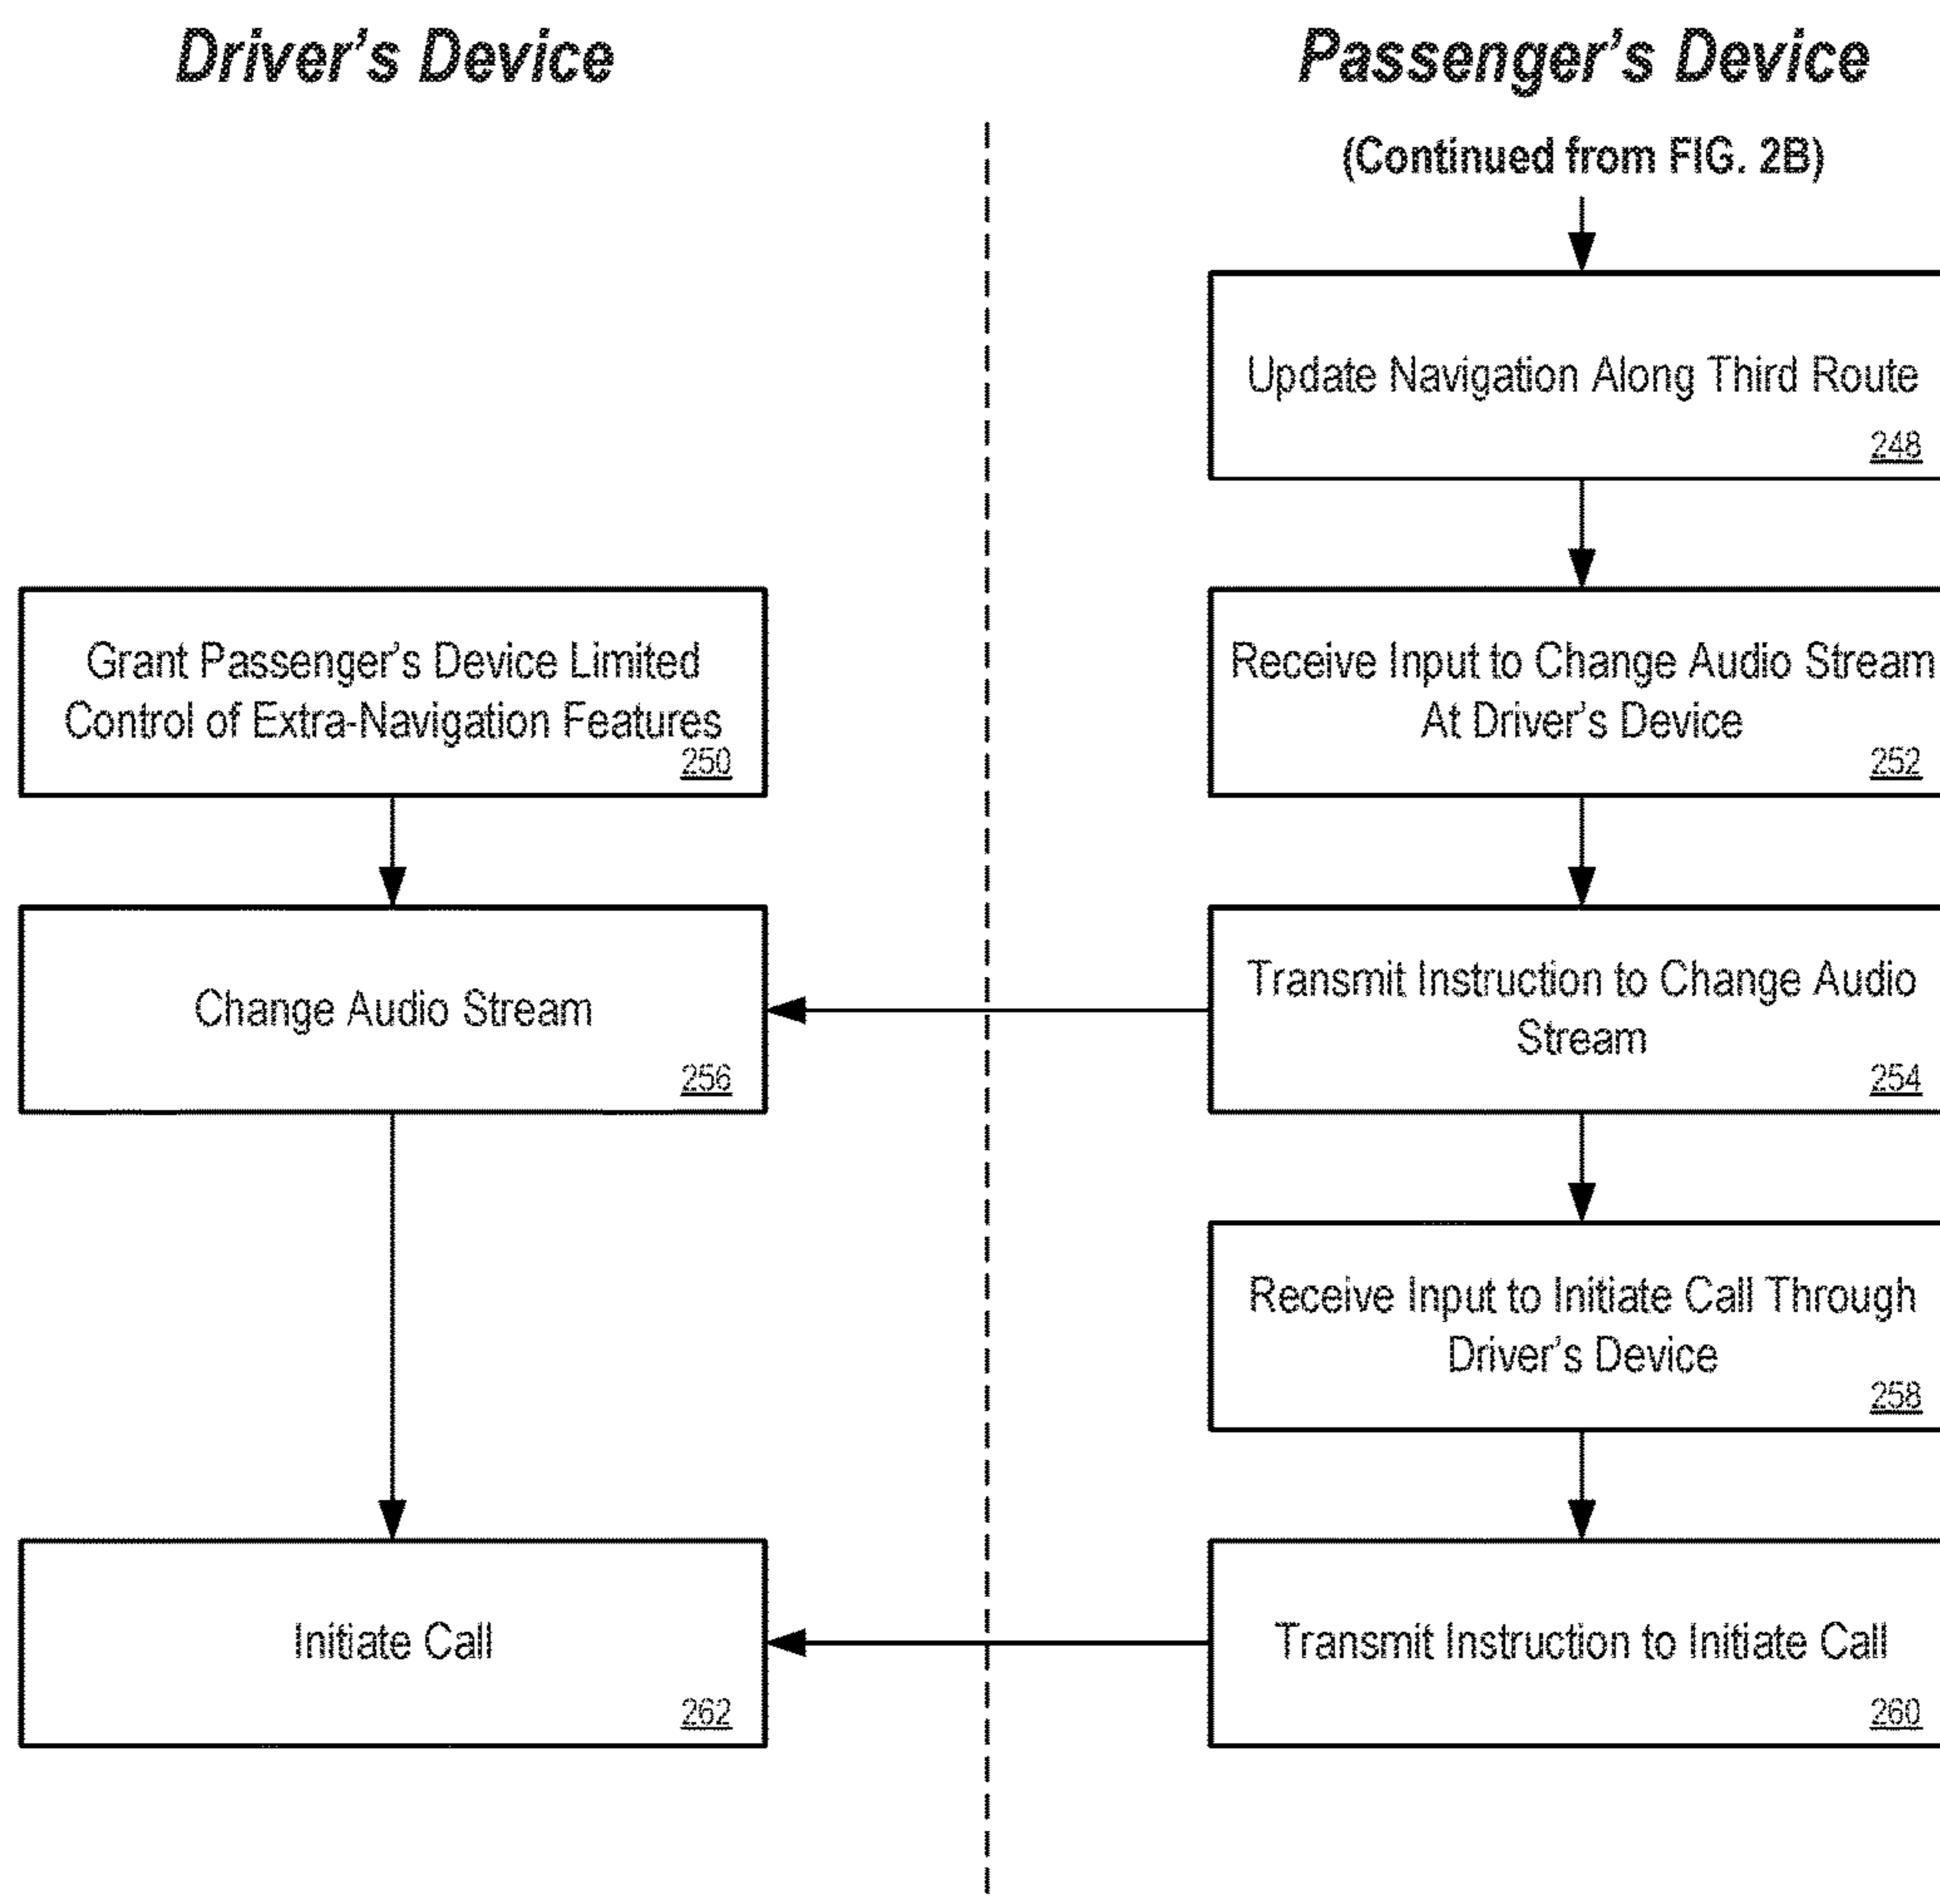 Driver's Device
Passenger's Device
(Continued from FIG. 2B)
Update Navigation Along Third Route
248
Grant Passenger's Device Limited
Control of Extra-Navigation Features
250
Receive Input to Change Audio Stream
At Driver's Device
252
Change Audio Stream
256
Transmit Instruction to Change Audio
Stream
254
Receive Input to Initiate Call Through
Driver's Device
258
Initiate Call
262
Transmit Instruction to Initiate Call
260